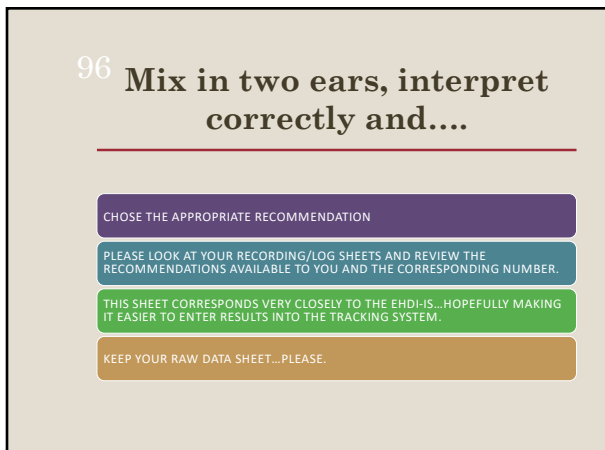 96
Mix in two ears, interpret
correctly and….
CHOSE THE APPROPRIATE RECOMMENDATION
PLEASE LOOK AT YOUR RECORDING/LOG SHEETS AND REVIEW THE
RECOMMENDATIONS AVAILABLE TO YOU AND THE CORRESPONDING NUMBER.
THIS SHEET CORRESPONDS VERY CLOSELY TO THE EHDI-IS…HOPEFULLY MAKING
IT EASIER TO ENTER RESULTS INTO THE TRACKING SYSTEM.
KEEP YOUR RAW DATA SHEET…PLEASE.